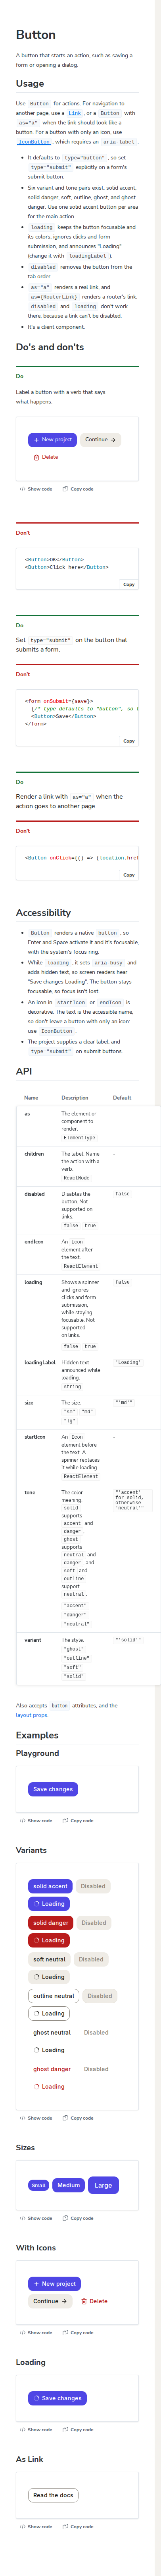 Button
A button that starts an action, such as saving a
form or opening a dialog.
Usage
Use Button for actions. For navigation to
another page, use a Link , or a Button with
as="a" when the link should look like a
button. For a button with only an icon, use
IconButton , which requires an aria-label .
• It defaults to type="button" , so set
type="submit" explicitly on a form's
submit button.
• Six variant and tone pairs exist: solid accent,
solid danger, soft, outline, ghost, and ghost
danger. Use one solid accent button per area
from the main action.
• loading keeps the button focusable and
its colors, ignores clicks and form
submission, and announces "Loading"
(change it with loadingLabel )
• disabled removes the button from the
tab order.
• as="a" renders a real link, and
as={RouterLink} renders a router's link.
disabled and loading don't work
there, because a link can't be disabled.
• It's a client component.
Do's and don'ts
Do
Label a button with a verb that says
what happens.
New project
Continue
Delete
Show code
Copy code
Don't
<Button>OK</Button>
<Button>Click here</Button>
Copy
Do
Set type="submit" on the button that
submits a form.
Don't
<form onSubmit={save}>
{/* type defaults to "button", so t
<Button>Save</Button>
</form>
Copy
Do
Render a link with as="a" when the
action goes to another page.
Don't
<Button onClick={() => (location.href
Copy
Accessibility
• Button renders a native button , so
Enter and Space activate it and it's focusable,
with the system's focus ring.
• While loading , it sets aria-busy and
adds hidden text, so screen readers hear
"Save changes Loading". The button stays
focusable, so focus isn't lost.
• An icon in startIcon or endIcon is
decorative. The text is the accessible name,
so don't leave a button with only an icon:
use IconButton .
• The project supplies a clear label, and
type="submit" on submit buttons.
API
Name Description Default
as The element or -
component to
render.
ElementType
children The label. Name -
the action with a
verb.
ReactNode
disabled Disables the false
button. Not
supported on
links.
false true
endIcon An Icon -
element after
the text.
ReactElement
loading Shows a spinner false
and ignores
clicks and form
submission,
while staying
focusable. Not
supported
on links.
false true
loadingLabel Hidden text 'Loading'
announced while
loading.
string
size The size. "'md'"
"sm" "md"
"lg"
startIcon An Icon -
element before
the text. A
spinner replaces
it while loading.
ReactElement
tone The color "'accent'
meaning. for solid,
solid otherwise
supports 'neutral'"
accent and
danger ,
ghost
supports
neutral and
danger , and
soft and
outline
support
neutral .
"accent"
"danger"
"neutral"
variant The style. "'solid'"
"ghost"
"outline"
"soft"
"solid"
Also accepts button attributes, and the
layout props.
Examples
Playground
Save changes
Show code
Copy code
Variants
solid accent Disabled
Loading
solid danger Disabled
Loading
soft neutral Disabled
Loading
outline neutral Disabled
Loading
ghost neutral Disabled
Loading
ghost danger Disabled
Loading
Show code
Copy code
Sizes
Small Medium Large
Show code
Copy code
With Icons
New project
Continue
Delete
Show code
Copy code
Loading
Save changes
Show code
Copy code
As Link
Read the docs
Show code
Copy code